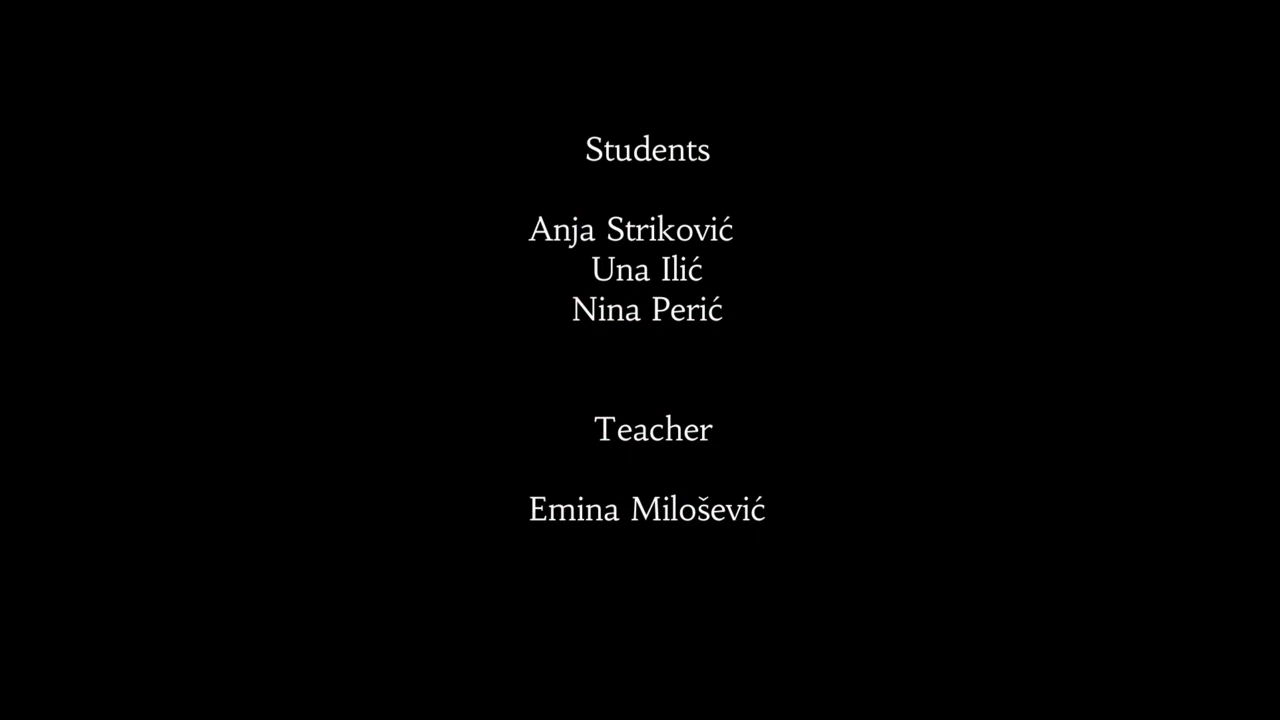 Students
Anja Striković
Una Ilić
Nina Perić
Teacher
Emina Milošević